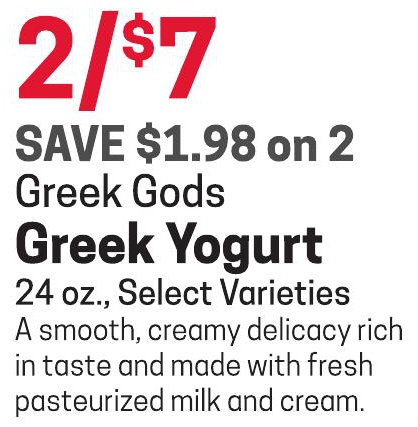 2/$7
SAVE $1.98 on 2
Greek Gods
Greek Yogurt
24 oz., Select Varieties
A smooth, creamy delicacy rich
in taste and made with fresh
pasteurized milk and cream.